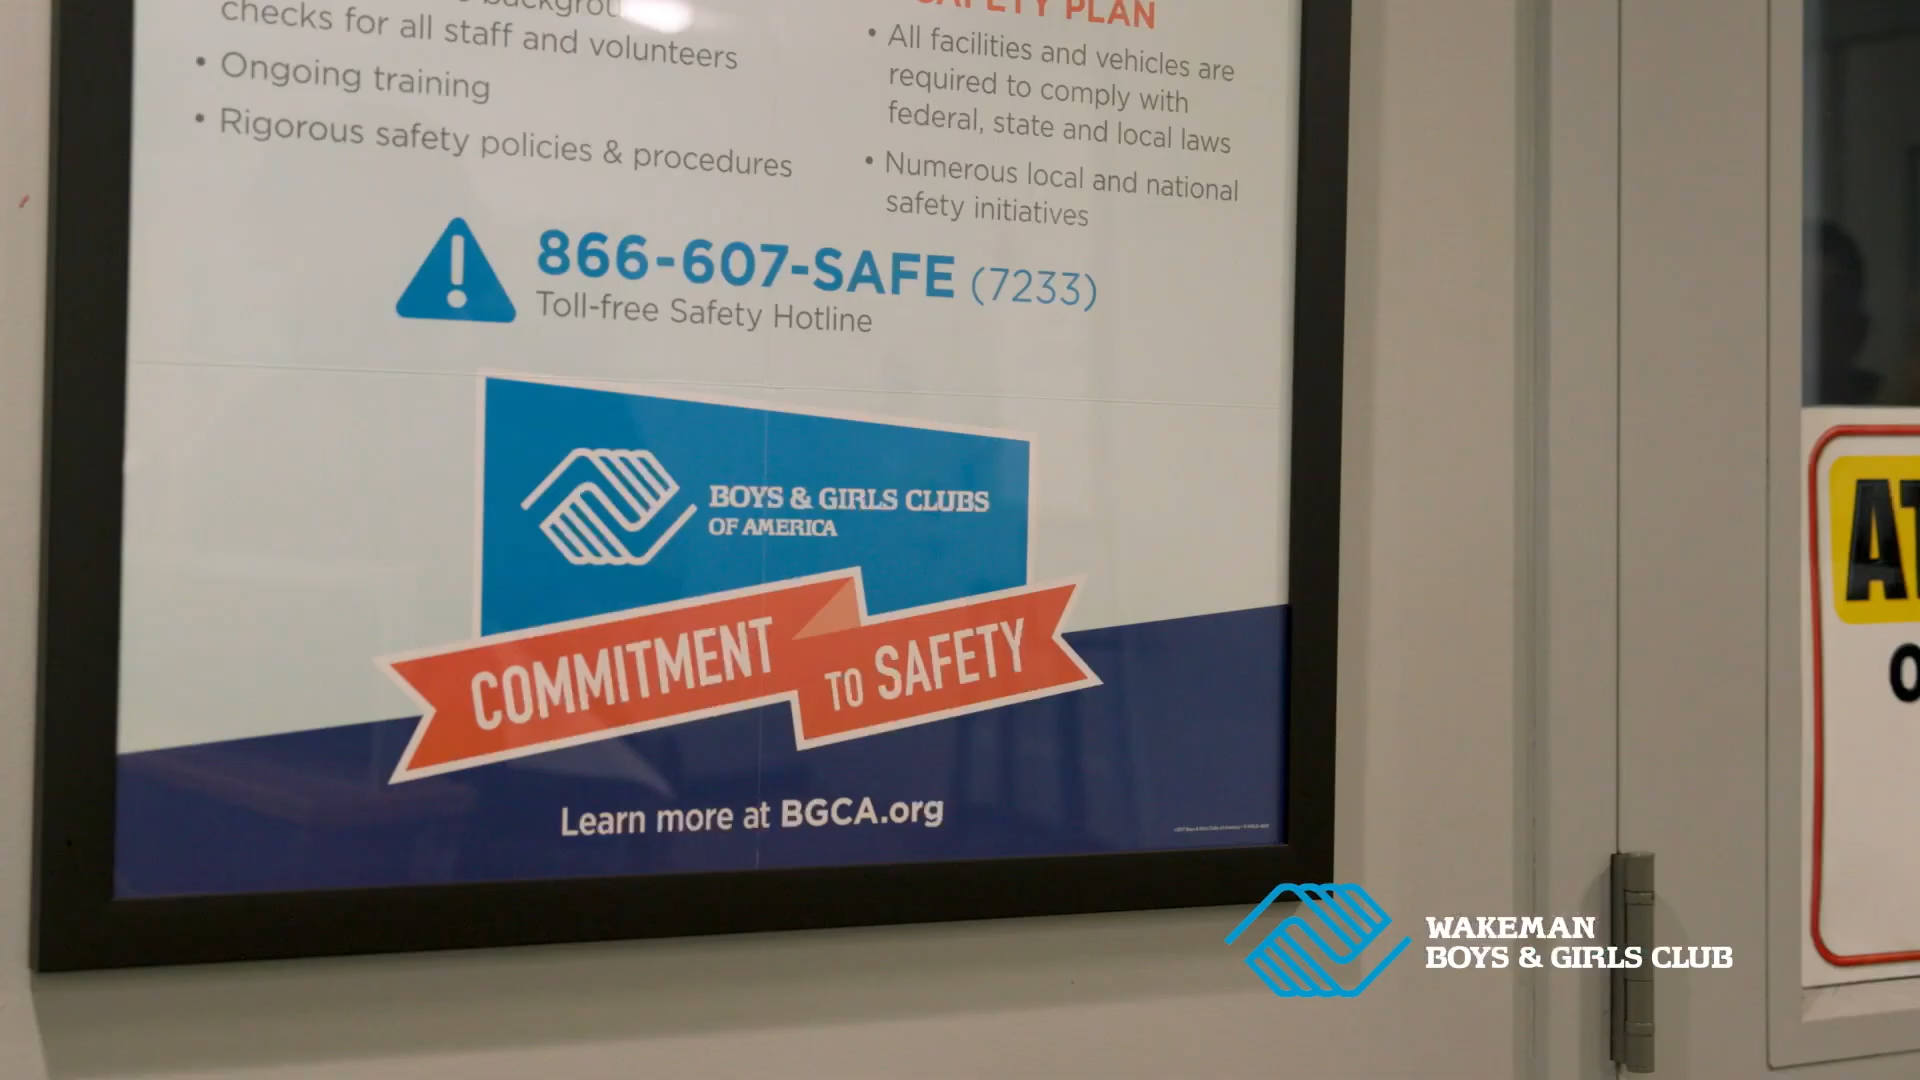 checks for all staff and volunteers
• Ongoing training
• Rigorous safety policies & procedures
SAFETY PLAN
• All facilities and vehicles are
required to comply with
federal, state and local laws
• Numerous local and national
safety initiatives
866-607-SAFE (7233)
Toll-free Safety Hotline
BOYS & GIRLS CLUBS
OF AMERICA
COMMITMENT TO SAFETY
Learn more at BGCA.org
WAKEMAN
BOYS & GIRLS CLUB